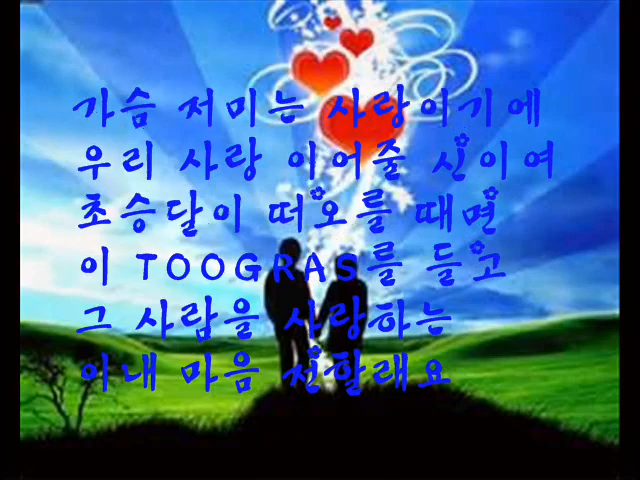 가슴 저미는 사랑이기에
우리 사랑 이어줄 신이여
초승달이 떠오를 때면
이 TOOGRAS를 들고
그 사람을 사랑하는
이내 마음 전할래요